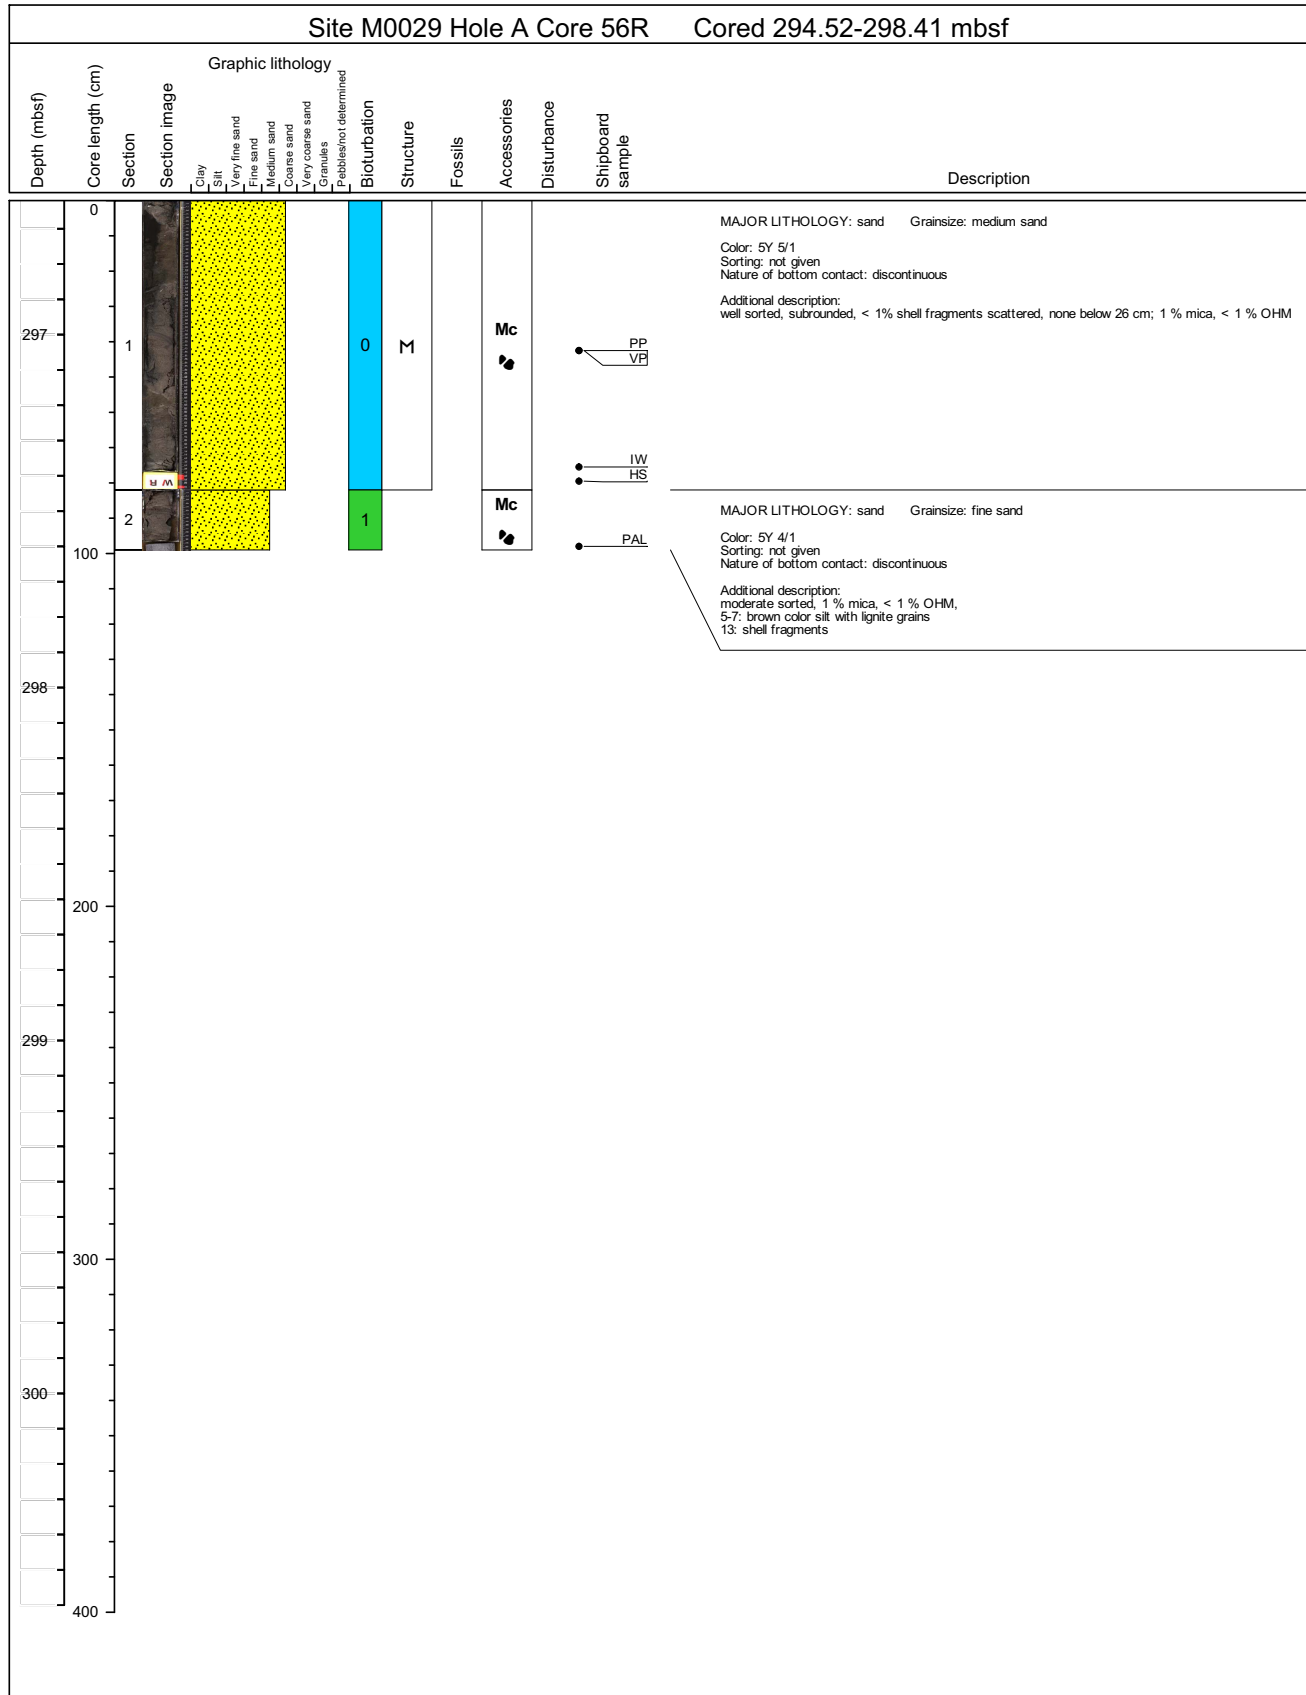 Site M0029 Hole A Core 56R Cored 294.52-298.41 mbsf
Depth (mbsf)
Core length (cm)
Section
Section image
Graphic lithology
Clay
Silt
Very fine sand
Fine sand
Medium sand
Coarse sand
Very coarse sand
Granules
Pebbles/not determined
Bioturbation
Structure
Fossils
Accessories
Disturbance
Shipboard
sample
Description
0
MAJOR LITHOLOGY: sand Grainsize: medium sand
Color: 5Y 5/1
Sorting: not given
Nature of bottom contact: discontinuous
Additional description:
well sorted, subrounded, < 1% shell fragments scattered, none below 26 cm; 1 % mica, < 1 % OHM
297
1
0
M
Mc
PP
VP
IW
HS
W R
2
1
Mc
PAL
MAJOR LITHOLOGY: sand Grainsize: fine sand
Color: 5Y 4/1
Sorting: not given
Nature of bottom contact: discontinuous
Additional description:
moderate sorted, 1 % mica, < 1 % OHM,
5-7: brown color silt with lignite grains
13: shell fragments
100
298
200
299
300
300
400